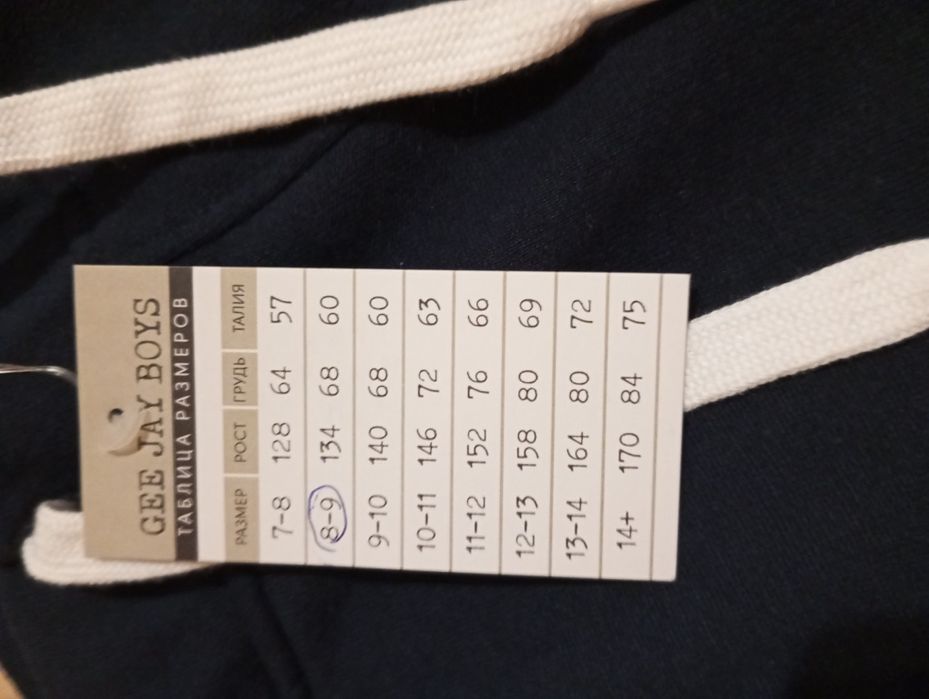 GEE JAY BOYS
ТАБЛИЦА РАЗМЕРОВ
РАЗМЕР РОСТ ГРУДЬ ТАЛИЯ
7-8 128 64 57
8-9 134 68 60
9-10 140 68 60
10-11 146 72 63
11-12 152 76 66
12-13 158 80 69
13-14 164 80 72
14+ 170 84 75